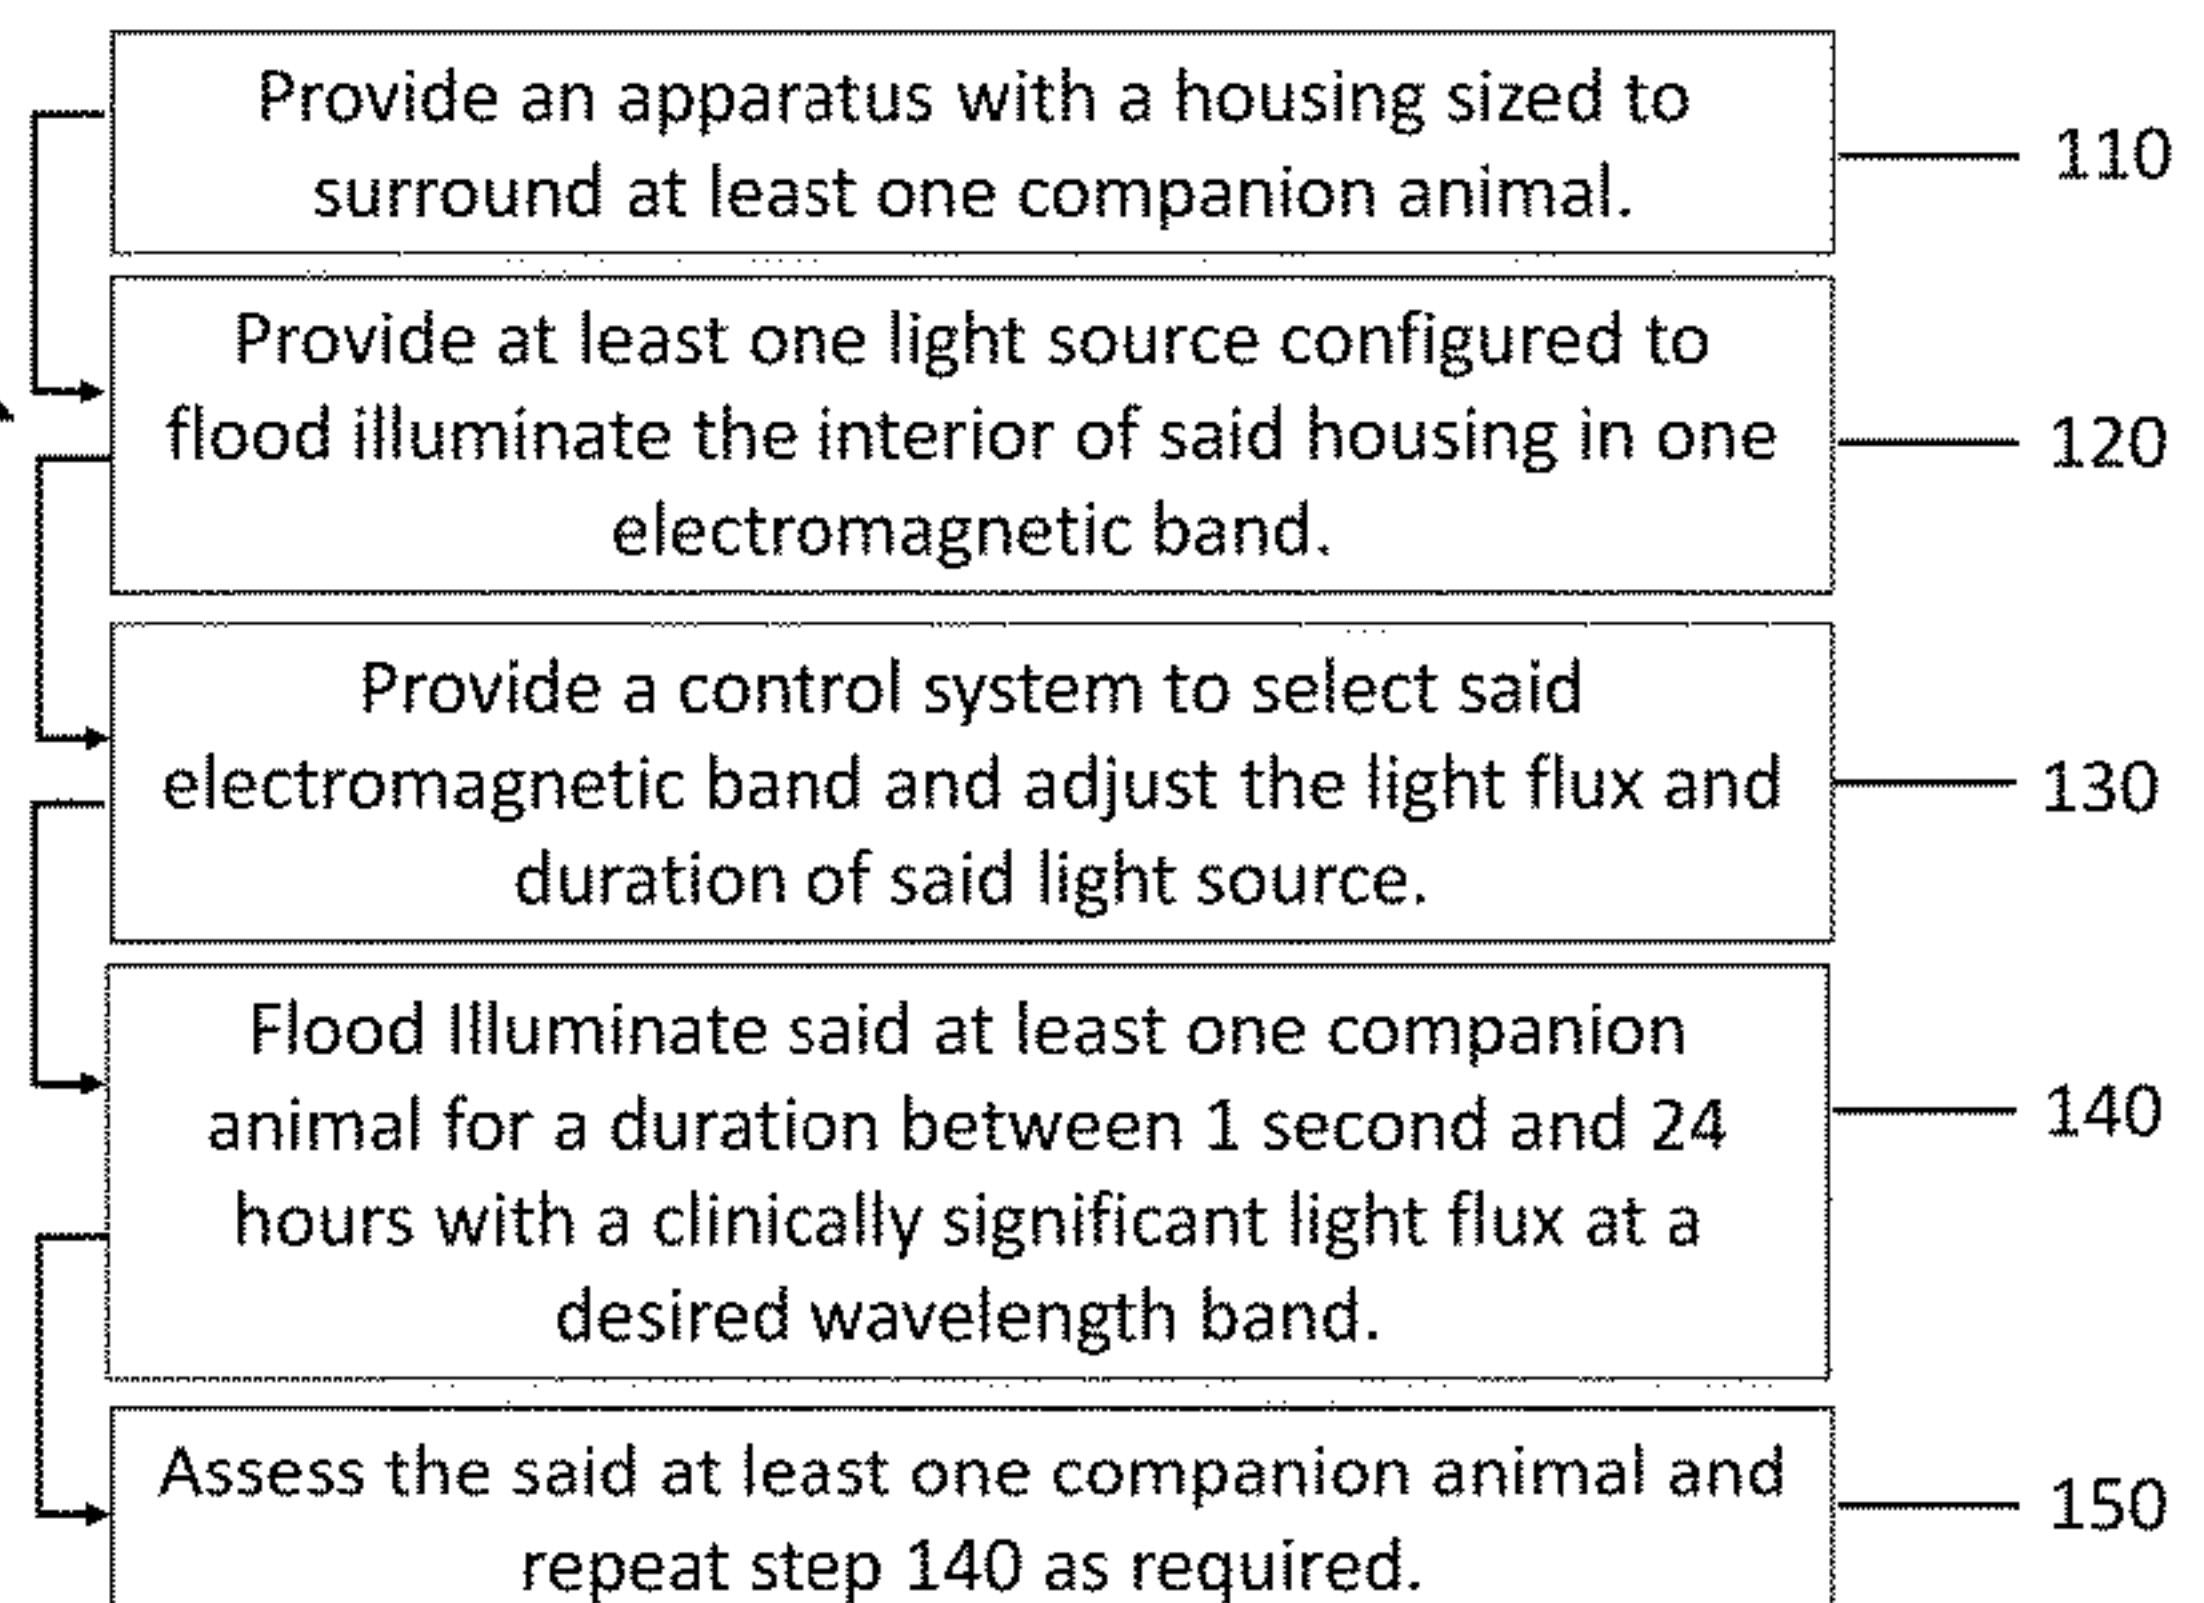 Provide an apparatus with a housing sized to
surround at least one companion animal.
110
Provide at least one light source configured to
flood illuminate the interior of said housing in one
electromagnetic band.
120
Provide a control system to select said
electromagnetic band and adjust the light flux and
duration of said light source.
130
Flood Illuminate said at least one companion
animal for a duration between 1 second and 24
hours with a clinically significant light flux at a
desired wavelength band.
140
Assess the said at least one companion animal and
repeat step 140 as required.
150